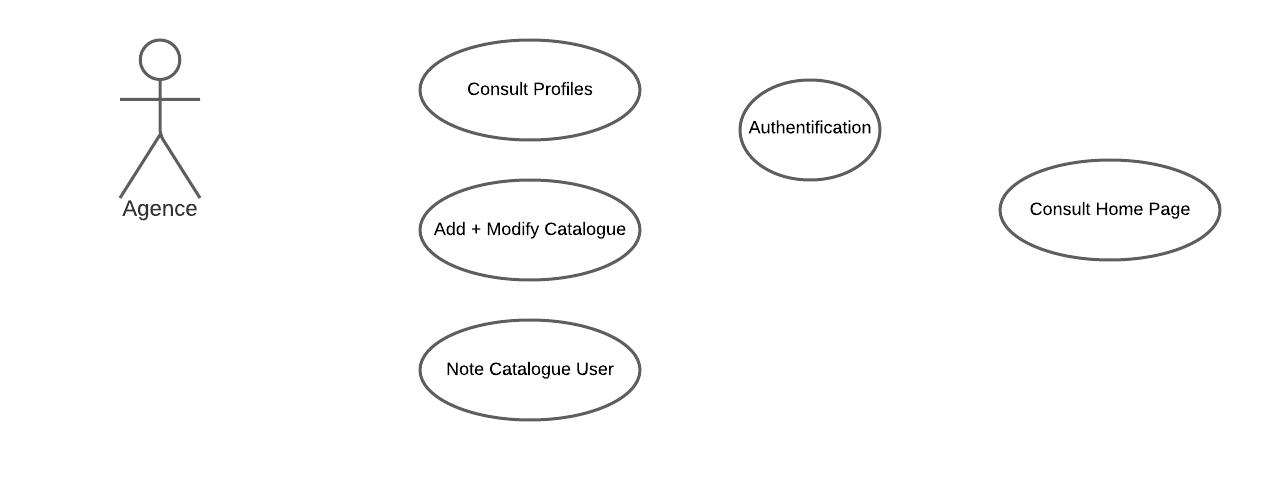 Consult Profiles
Authentification
Agence
Consult Home Page
Add + Modify Catalogue
Note Catalogue User